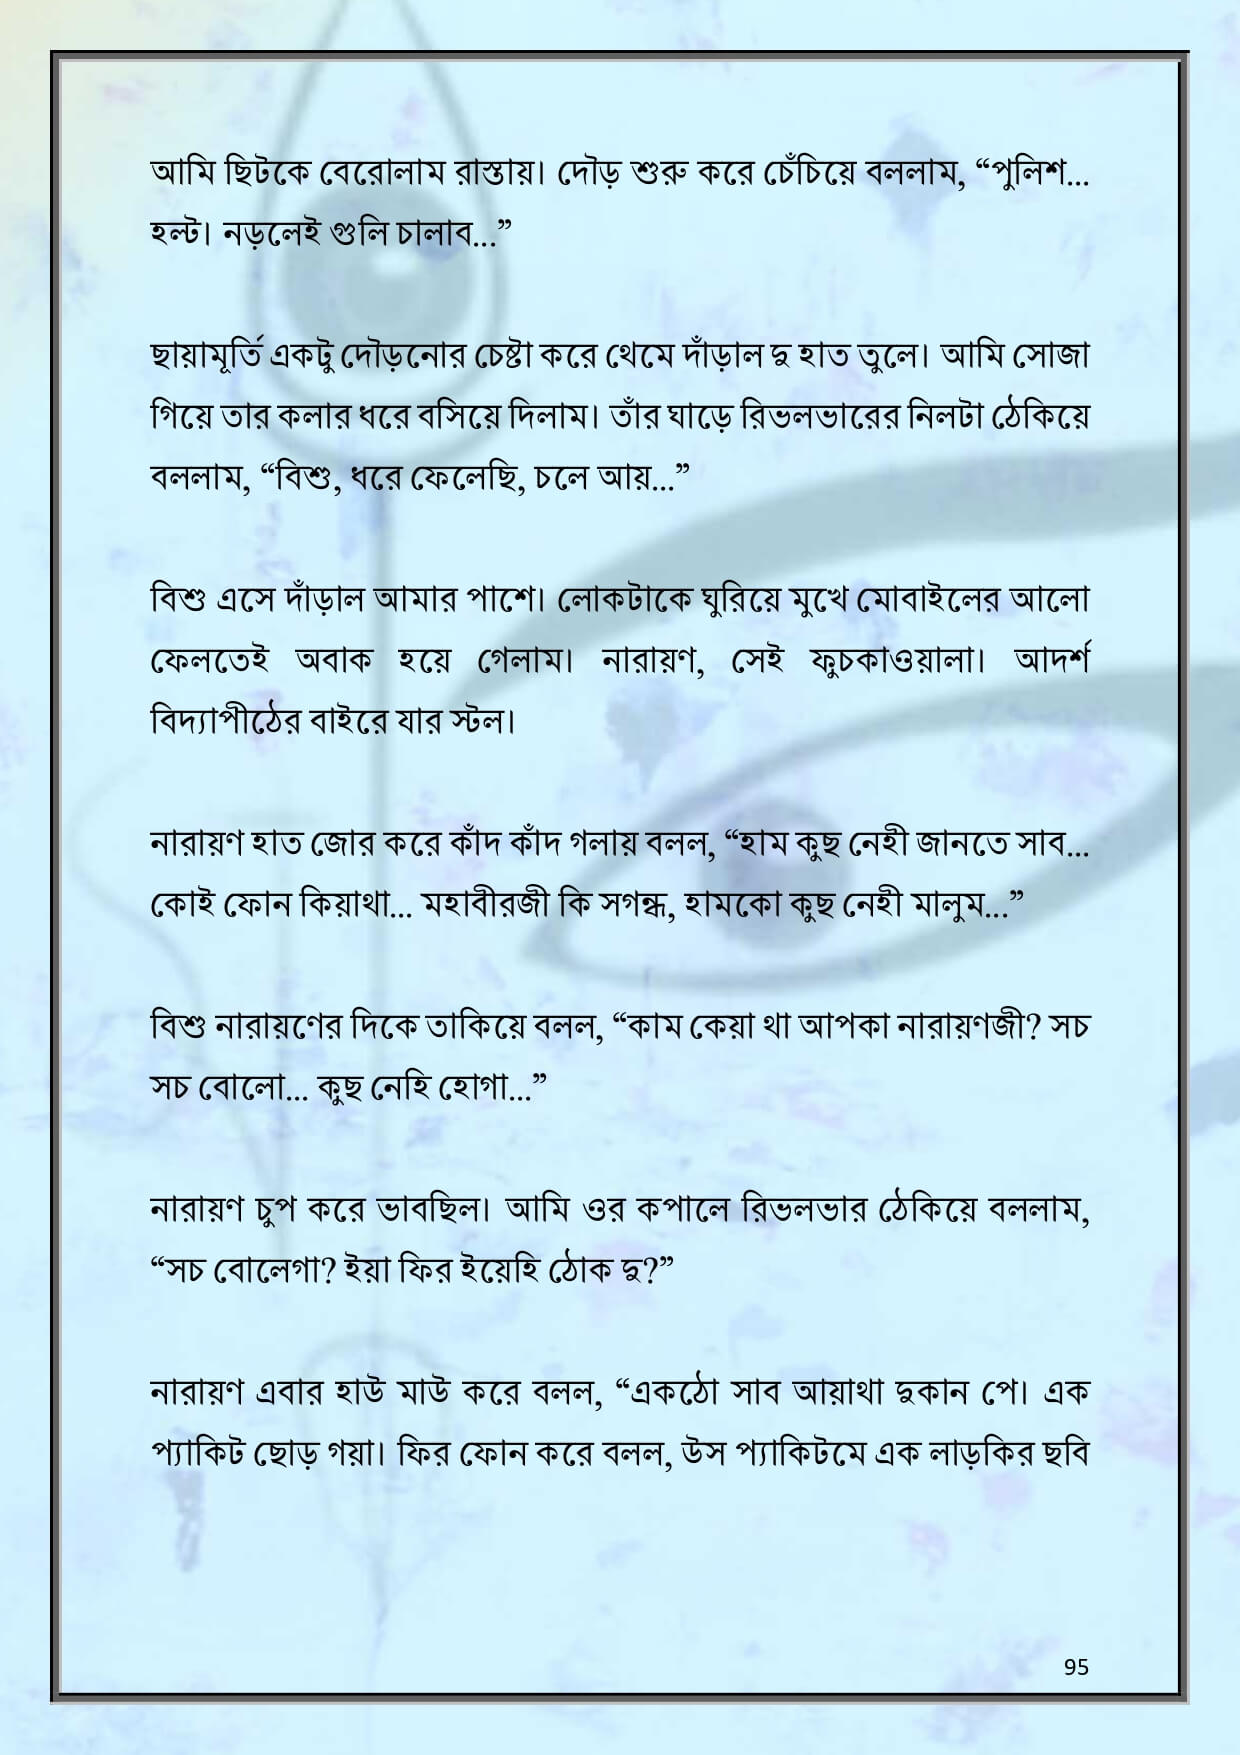 আমি ছিটকে বেরোলাম রাস্তায়। দৌড় শুরু করে চেঁচিয়ে বললাম, “পুলিশ...
হল্ট। নড়লেই গুলি চালাব...”
ছায়ামূর্তি একটু দৌড়নোর চেষ্টা করে থেমে দাঁড়াল দু হাত তুলে। আমি সোজা
গিয়ে তার কলার ধরে বসিয়ে দিলাম। তাঁর ঘাড়ে রিভলভারের নিলটা ঠেকিয়ে
বললাম, “বিশু, ধরে ফেলেছি, চলে আয়...”
বিশু এসে দাঁড়াল আমার পাশে। লোকটাকে ঘুরিয়ে মুখে মোবাইলের আলো
ফেলতেই অবাক হয়ে গেলাম। নারায়ণ, সেই ফুচকাওয়ালা। আদর্শ
বিদ্যাপীঠের বাইরে যার স্টল।
নারায়ণ হাত জোর করে কাঁদ কাঁদ গলায় বলল, “হাম কুছ নেহী জানতে সাব...
কোই ফোন কিয়াথা... মহাবীরজী কি সগন্ধ, হামকো কুছ নেহী মালুম...”
বিশু নারায়ণের দিকে তাকিয়ে বলল, “কাম কেয়া থা আপকা নারায়ণজী? সচ
সচ বোলো... কুছ নেহি হোগা...”
নারায়ণ চুপ করে ভাবছিল। আমি ওর কপালে রিভলভার ঠেকিয়ে বললাম,
“সচ বোলেগা? ইয়া ফির ইয়েহি ঠোক দু?”
নারায়ণ এবার হাউ মাউ করে বলল, “একঠো সাব আয়াথা দুকান পে। এক
প্যাকিট ছোড় গয়া। ফির ফোন করে বলল, উস প্যাকিটমে এক লাড়কির ছবি
95